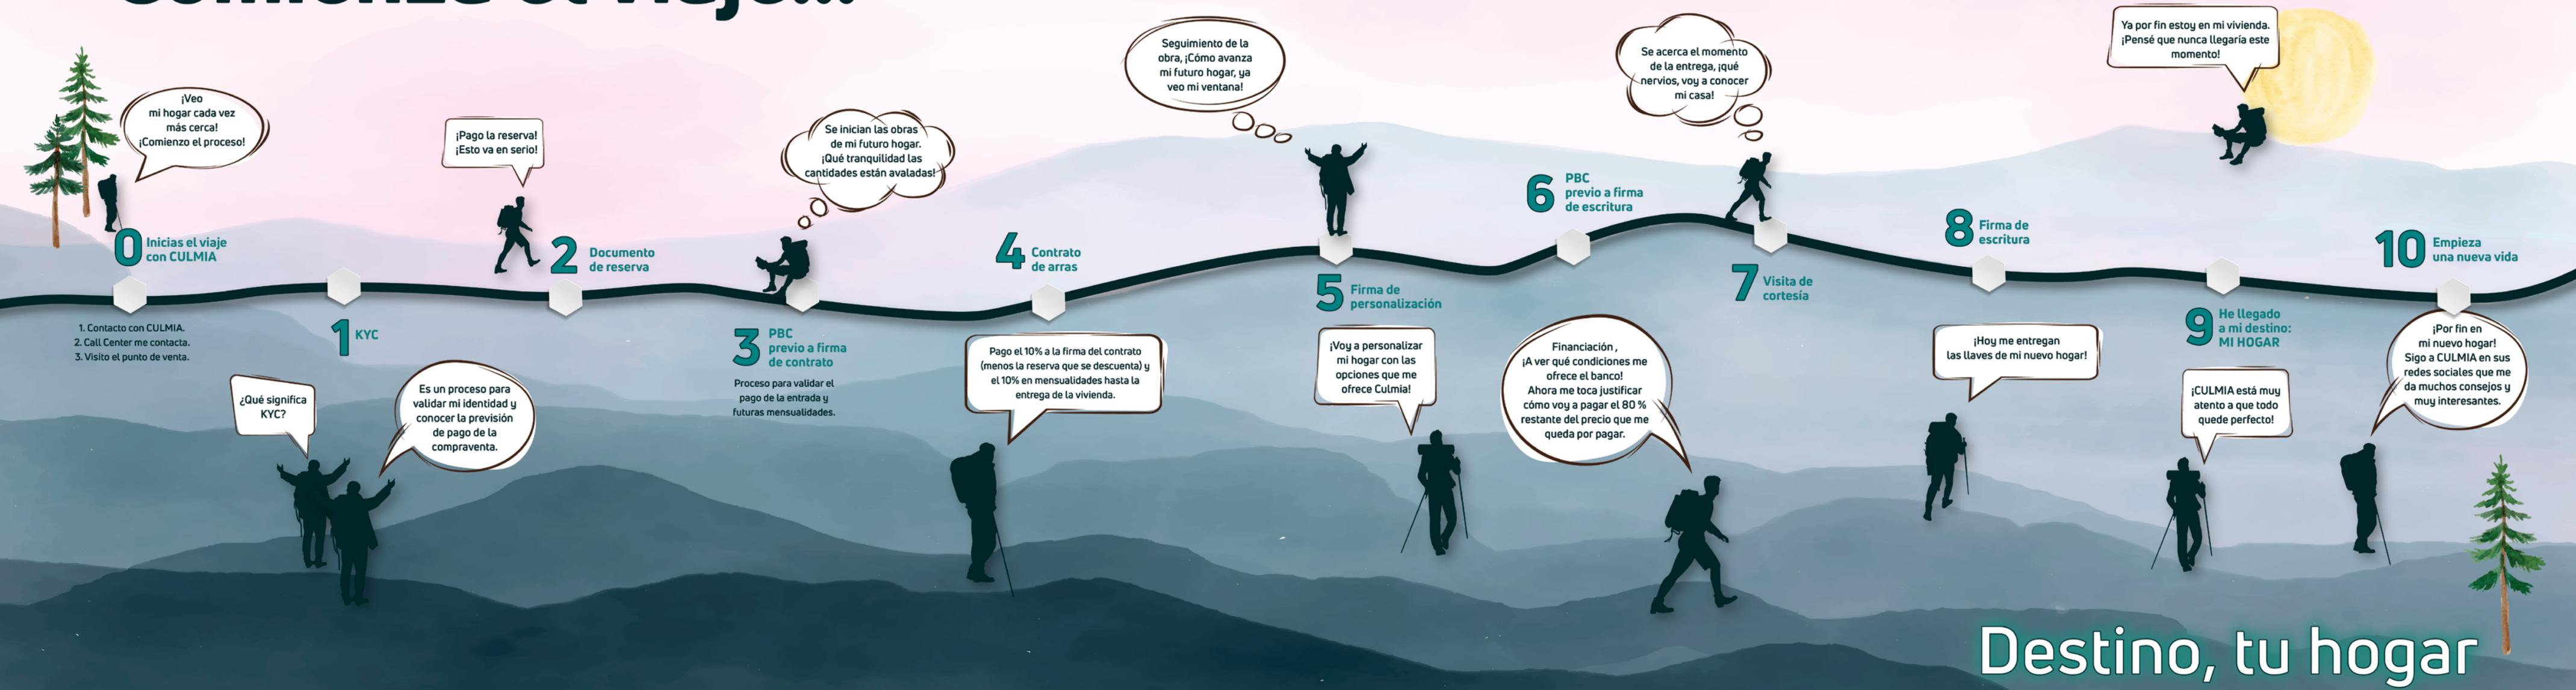 ¡Veo
mi hogar cada vez
más cerca!
¡Comienzo el proceso!
0 Inicias el viaje
con CULMIA
1. Contacto con CULMIA.
2. Call Center me contacta.
3. Visito el punto de venta.
1 KYC
¿Qué significa
KYC?
Es un proceso para
validar mi identidad y
conocer la previsión
de pago de la
compraventa.
¡Pago la reserva!
¡Esto va en serio!
2 Documento
de reserva
Se inician las obras
de mi futuro hogar.
¡Qué tranquilidad las
cantidades están avaladas!
3 PBC
previo a firma
de contrato
Proceso para validar el
pago de la entrada y
futuras mensualidades.
4 Contrato
de arras
Pago el 10% a la firma del contrato
(menos la reserva que se descuenta) y
el 10% en mensualidades hasta la
entrega de la vivienda.
Seguimiento de la
obra, ¡Cómo avanza
mi futuro hogar, ya
veo mi ventana!
5 Firma de
personalización
¡Voy a personalizar
mi hogar con las
opciones que me
ofrece Culmia!
6 PBC
previo a firma
de escritura
Financiación ,
¡A ver qué condiciones me
ofrece el banco!
Ahora me toca justificar
cómo voy a pagar el 80 %
restante del precio que me
queda por pagar.
Se acerca el momento
de la entrega, ¡qué
nervios, voy a conocer
mi casa!
7 Visita de
cortesía
8 Firma de
escritura
¡Hoy me entregan
las llaves de mi nuevo hogar!
Ya por fin estoy en mi vivienda.
¡Pensé que nunca llegaría este
momento!
9 He llegado
a mi destino:
MI HOGAR
¡CULMIA está muy
atento a que todo
quede perfecto!
10 Empieza
una nueva vida
¡Por fin en
mi nuevo hogar!
Sigo a CULMIA en sus
redes sociales que me
da muchos consejos y
muy interesantes.
Destino, tu hogar